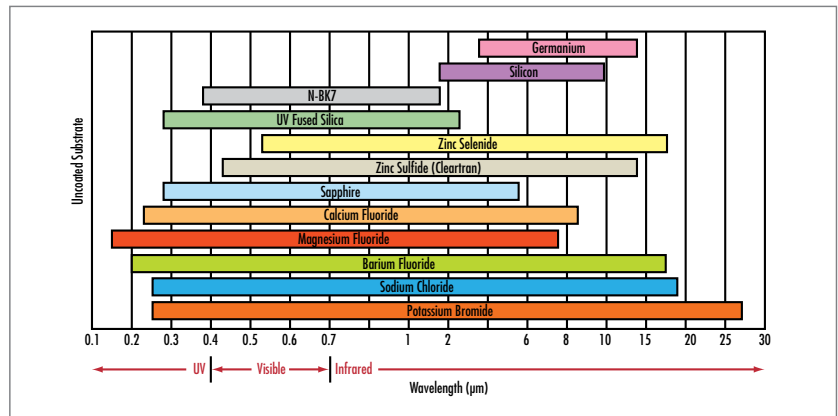 Germanium
Silicon
N-BK7
UV Fused Silica
Zinc Selenide
Zinc Sulfide (Cleartran)
Sapphire
Calcium Fluoride
Magnesium Fluoride
Barium Fluoride
Sodium Chloride
Potassium Bromide
Uncoated Substrate
0.1 0.2 0.3 0.4 0.5 0.6 0.7 1 2 6 8 10 15 20 25 30
UV Visible Infrared
Wavelength (µm)